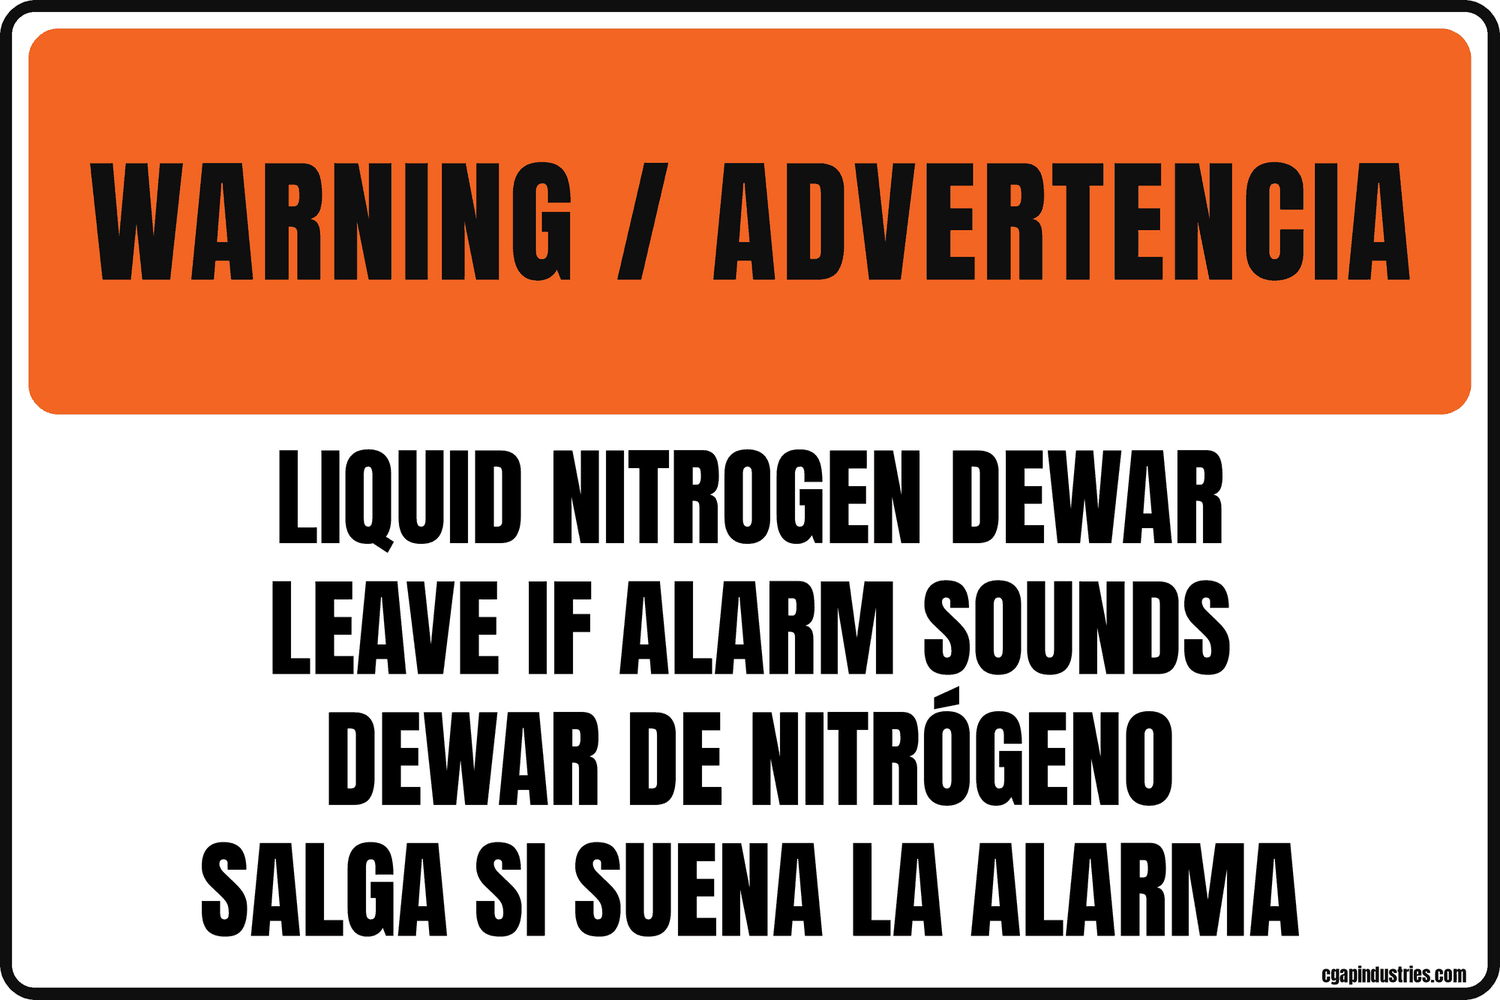 WARNING / ADVERTENCIA
LIQUID NITROGEN DEWAR
LEAVE IF ALARM SOUNDS
DEWAR DE NITRÓGENO
SALGA SI SUENA LA ALARMA
cgapindustries.com